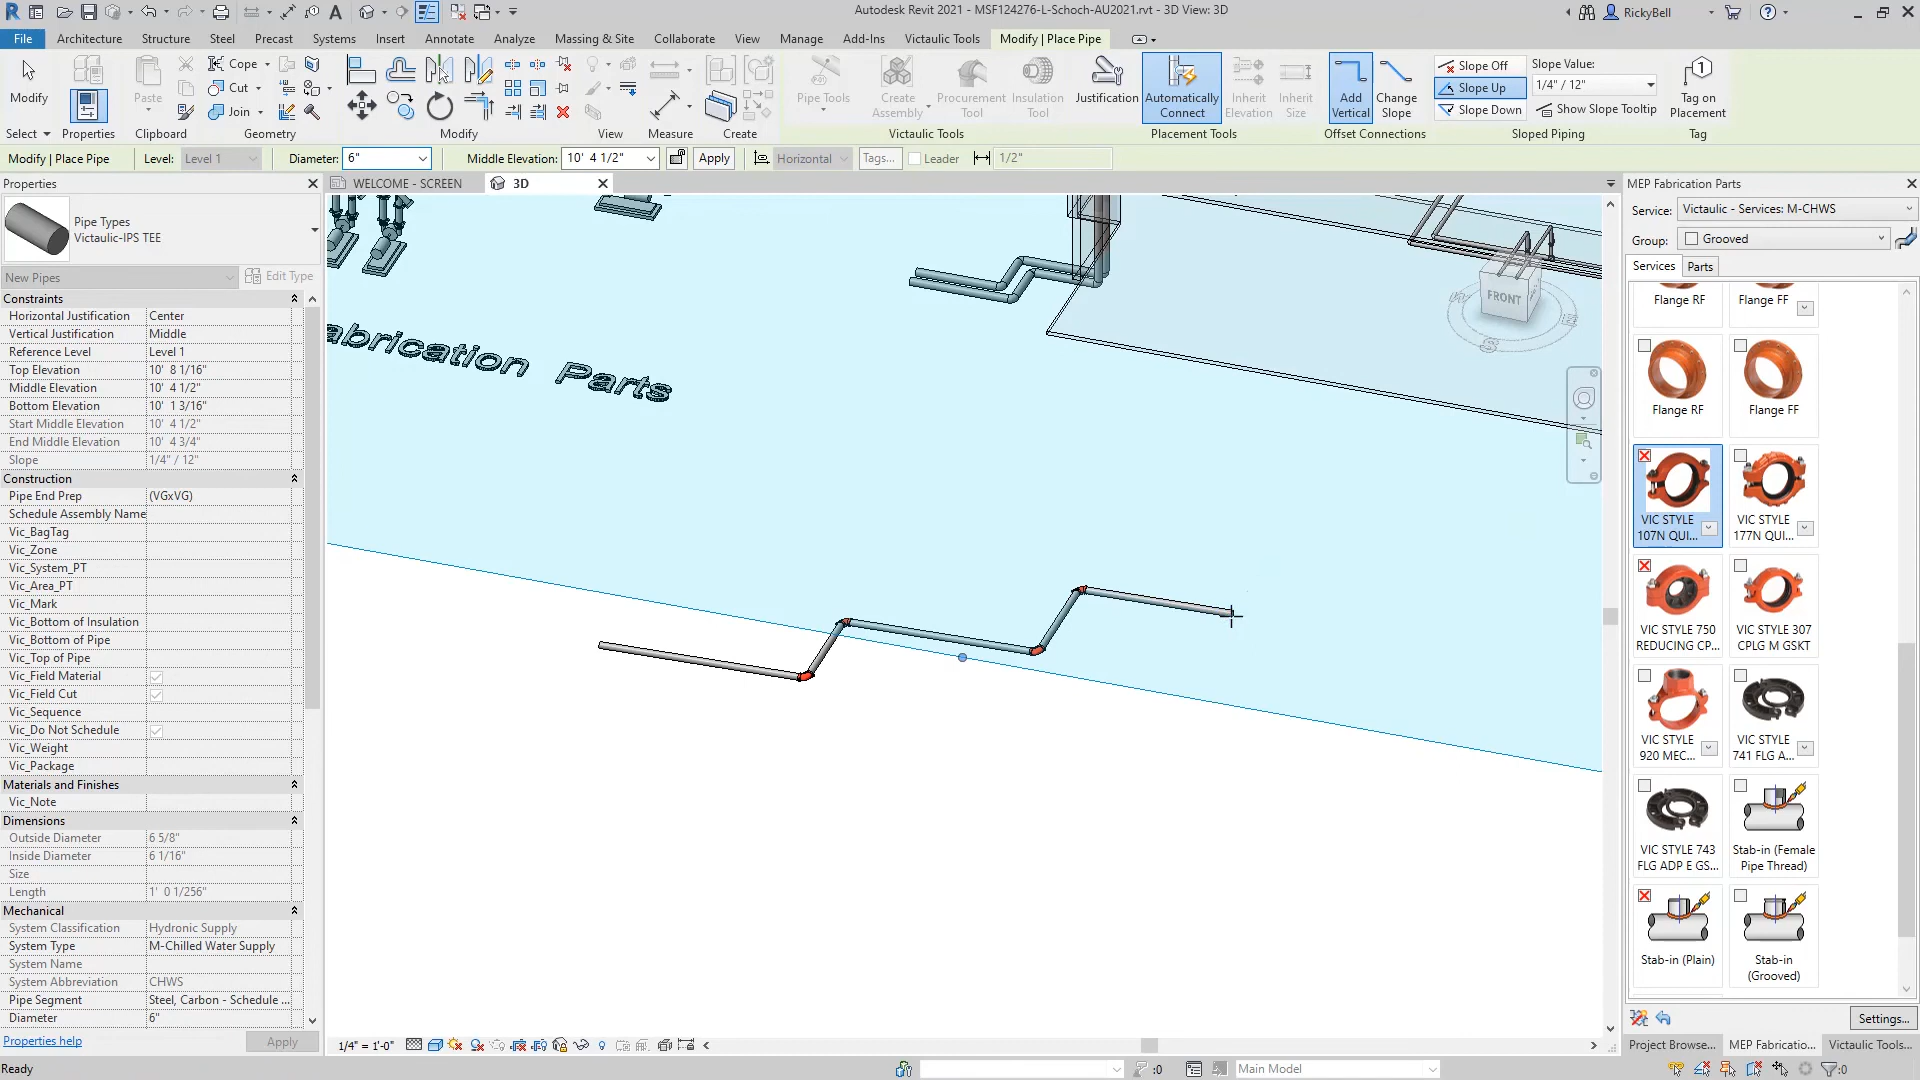 Autodesk Revit 2021 - MSF124276-L-Schoch-AU2021.rvt - 3D View: 3D
RickyBell
File
Architecture
Structure
Steel
Precast
Systems
Insert
Annotate
Analyze
Massing & Site
Collaborate
View
Manage
Add-Ins
Victaulic Tools
Modify | Place Pipe
Modify
Select
Properties
Paste
Clipboard
Cope
Cut
Join
Geometry
Modify
View
Measure
Create
Pipe Tools
Create Assembly
Procurement Tool
Insulation Tool
Victaulic Tools
Justification
Automatically Connect
Inherit Elevation
Inherit Size
Placement Tools
Add Vertical
Change Slope
Offset Connections
Slope Off
Slope Up
Slope Down
Slope Value:
1/4" / 12"
Show Slope Tooltip
Sloped Piping
Tag on Placement
Tag
Modify | Place Pipe
Level: Level 1
Diameter: 6"
Middle Elevation: 10' 4 1/2"
Apply
Horizontal
Tags...
Leader
1/2"
Properties
Pipe Types
Victaulic-IPS TEE
New Pipes
Edit Type
Constraints
Horizontal Justification Center
Vertical Justification Middle
Reference Level Level 1
Top Elevation 10' 8 1/16"
Middle Elevation 10' 4 1/2"
Bottom Elevation 10' 1 3/16"
Start Middle Elevation 10' 4 1/2"
End Middle Elevation 10' 4 3/4"
Slope 1/4" / 12"
Construction
Pipe End Prep (VGxVG)
Schedule Assembly Name
Vic_BagTag
Vic_Zone
Vic_System_PT
Vic_Area_PT
Vic_Mark
Vic_Bottom of Insulation
Vic_Bottom of Pipe
Vic_Top of Pipe
Vic_Field Material
Vic_Field Cut
Vic_Sequence
Vic_Do Not Schedule
Vic_Weight
Vic_Package
Materials and Finishes
Vic_Note
Dimensions
Outside Diameter 6 5/8"
Inside Diameter 6 1/16"
Size
Length 1' 0 1/256"
Mechanical
System Classification Hydronic Supply
System Type M-Chilled Water Supply
System Name
System Abbreviation CHWS
Pipe Segment Steel, Carbon - Schedule ...
Diameter 6"
Properties help
Apply
WELCOME - SCREEN
3D
abrication Parts
FRONT
1/4" = 1'-0"
MEP Fabrication Parts
Service: Victaulic - Services: M-CHWS
Group: Grooved
Services
Parts
Flange RF
Flange FF
Flange RF
Flange FF
VIC STYLE 107N QUI...
VIC STYLE 177N QUI...
VIC STYLE 750 REDUCING CP...
VIC STYLE 307 CPLG M GSKT
VIC STYLE 920 MEC...
VIC STYLE 741 FLG A...
VIC STYLE 743 FLG ADP E GS...
Stab-in (Female Pipe Thread)
Stab-in (Plain)
Stab-in (Grooved)
Settings...
Project Browse...
MEP Fabricatio...
Victaulic Tools...
Ready
:0
Main Model
:0